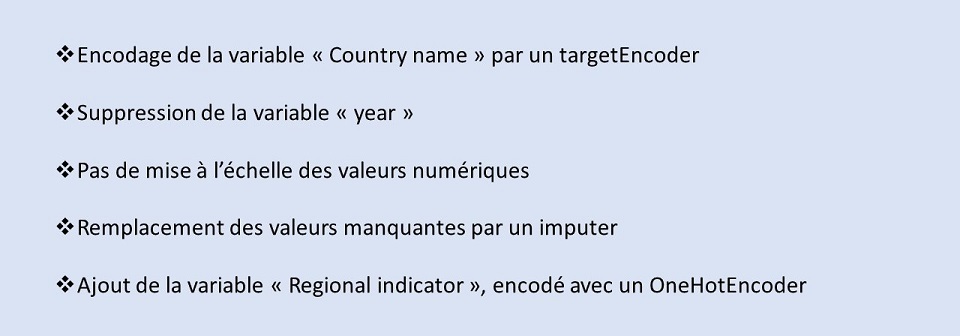 ❖Encodage de la variable « Country name » par un targetEncoder
❖Suppression de la variable « year »
❖Pas de mise à l’échelle des valeurs numériques
❖Remplacement des valeurs manquantes par un imputer
❖Ajout de la variable « Regional indicator », encodé avec un OneHotEncoder